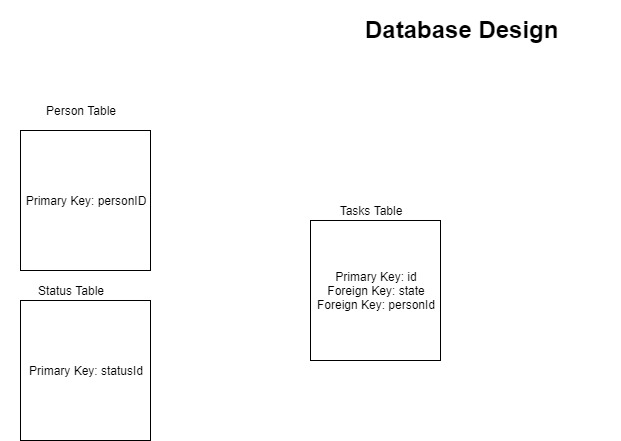 Database Design
Person Table
Primary Key: personID
Tasks Table
Primary Key: id
Foreign Key: state
Foreign Key: personId
Status Table
Primary Key: statusId